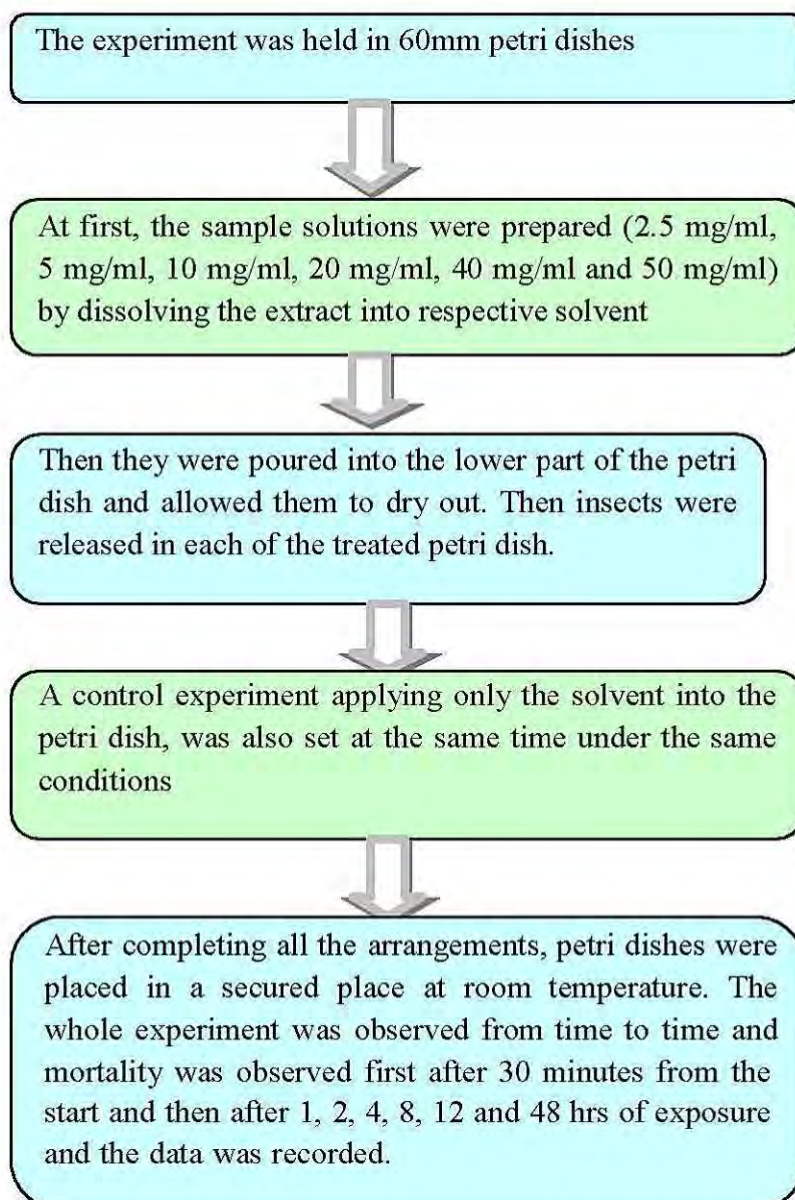 The experiment was held in 60mm petri dishes
At first, the sample solutions were prepared (2.5 mg/ml,
5 mg/ml, 10 mg/ml, 20 mg/ml, 40 mg/ml and 50 mg/ml)
by dissolving the extract into respective solvent
Then they were poured into the lower part of the petri
dish and allowed them to dry out. Then insects were
released in each of the treated petri dish.
A control experiment applying only the solvent into the
petri dish, was also set at the same time under the same
conditions
After completing all the arrangements, petri dishes were
placed in a secured place at room temperature. The
whole experiment was observed from time to time and
mortality was observed first after 30 minutes from the
start and then after 1, 2, 4, 8, 12 and 48 hrs of exposure
and the data was recorded.